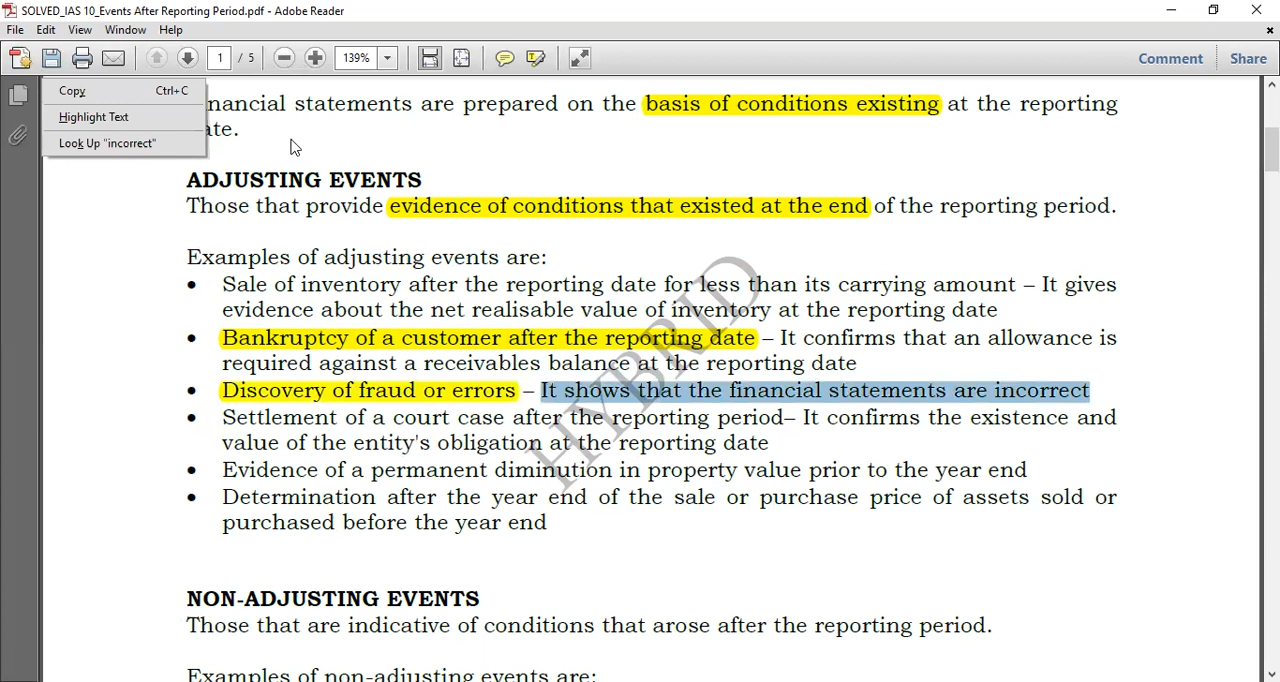 SOLVED_IAS 10_Events After Reporting Period.pdf - Adobe Reader
File Edit View Window Help
1 / 5 139% Comment Share
Copy Ctrl+C
Highlight Text
Look Up "incorrect"
nancial statements are prepared on the basis of conditions existing at the reporting
ate.
ADJUSTING EVENTS
Those that provide evidence of conditions that existed at the end of the reporting period.
Examples of adjusting events are:
• Sale of inventory after the reporting date for less than its carrying amount – It gives
evidence about the net realisable value of inventory at the reporting date
• Bankruptcy of a customer after the reporting date – It confirms that an allowance is
required against a receivables balance at the reporting date
• Discovery of fraud or errors – It shows that the financial statements are incorrect
• Settlement of a court case after the reporting period– It confirms the existence and
value of the entity's obligation at the reporting date
• Evidence of a permanent diminution in property value prior to the year end
• Determination after the year end of the sale or purchase price of assets sold or
purchased before the year end
HYBRID
NON-ADJUSTING EVENTS
Those that are indicative of conditions that arose after the reporting period.
Examples of non-adjusting events are: